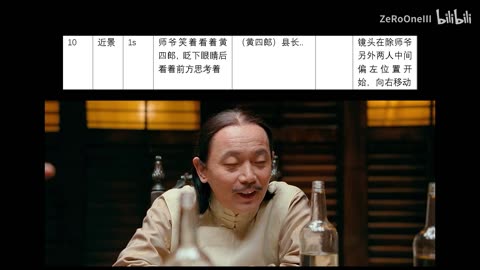 ZeRoOneIII bilibili
10 近景 1s 师爷笑着看着黄 （黄四郎）县长.. 镜头在除师爷
四郎，眨下眼睛后 另外两人中间
看着前方思考着 偏左位置开
始，向右移动